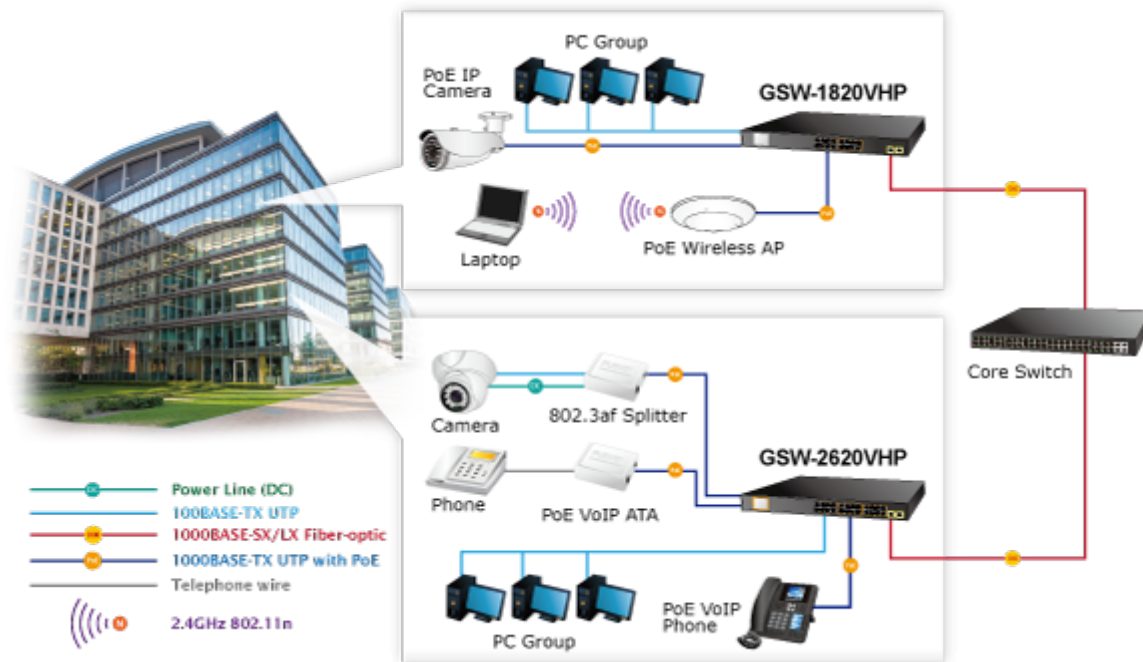 PC Group
PoE IP
Camera
GSW-1820VHP
Laptop
PoE Wireless AP
Core Switch
Camera
802.3af Splitter
GSW-2620VHP
Phone
PoE VoIP ATA
PC Group
PoE VoIP
Phone
DC Power Line (DC)
100BASE-TX UTP
1000BASE-SX/LX Fiber-optic
PoE 1000BASE-TX UTP with PoE
Telephone wire
N 2.4GHz 802.11n